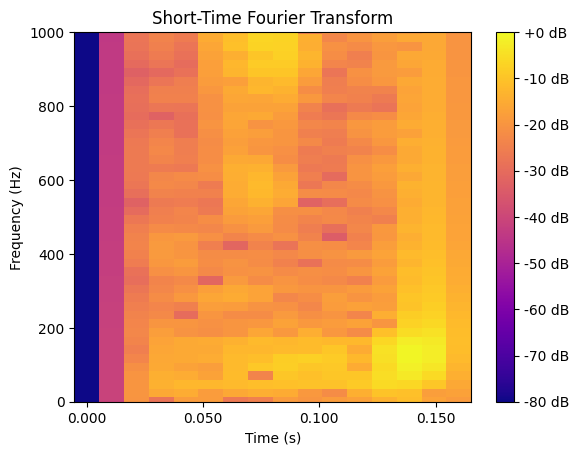 Short-Time Fourier Transform
1000
800
600
400
200
0
Frequency (Hz)
0.000
0.050
0.100
0.150
Time (s)
+0 dB
-10 dB
-20 dB
-30 dB
-40 dB
-50 dB
-60 dB
-70 dB
-80 dB